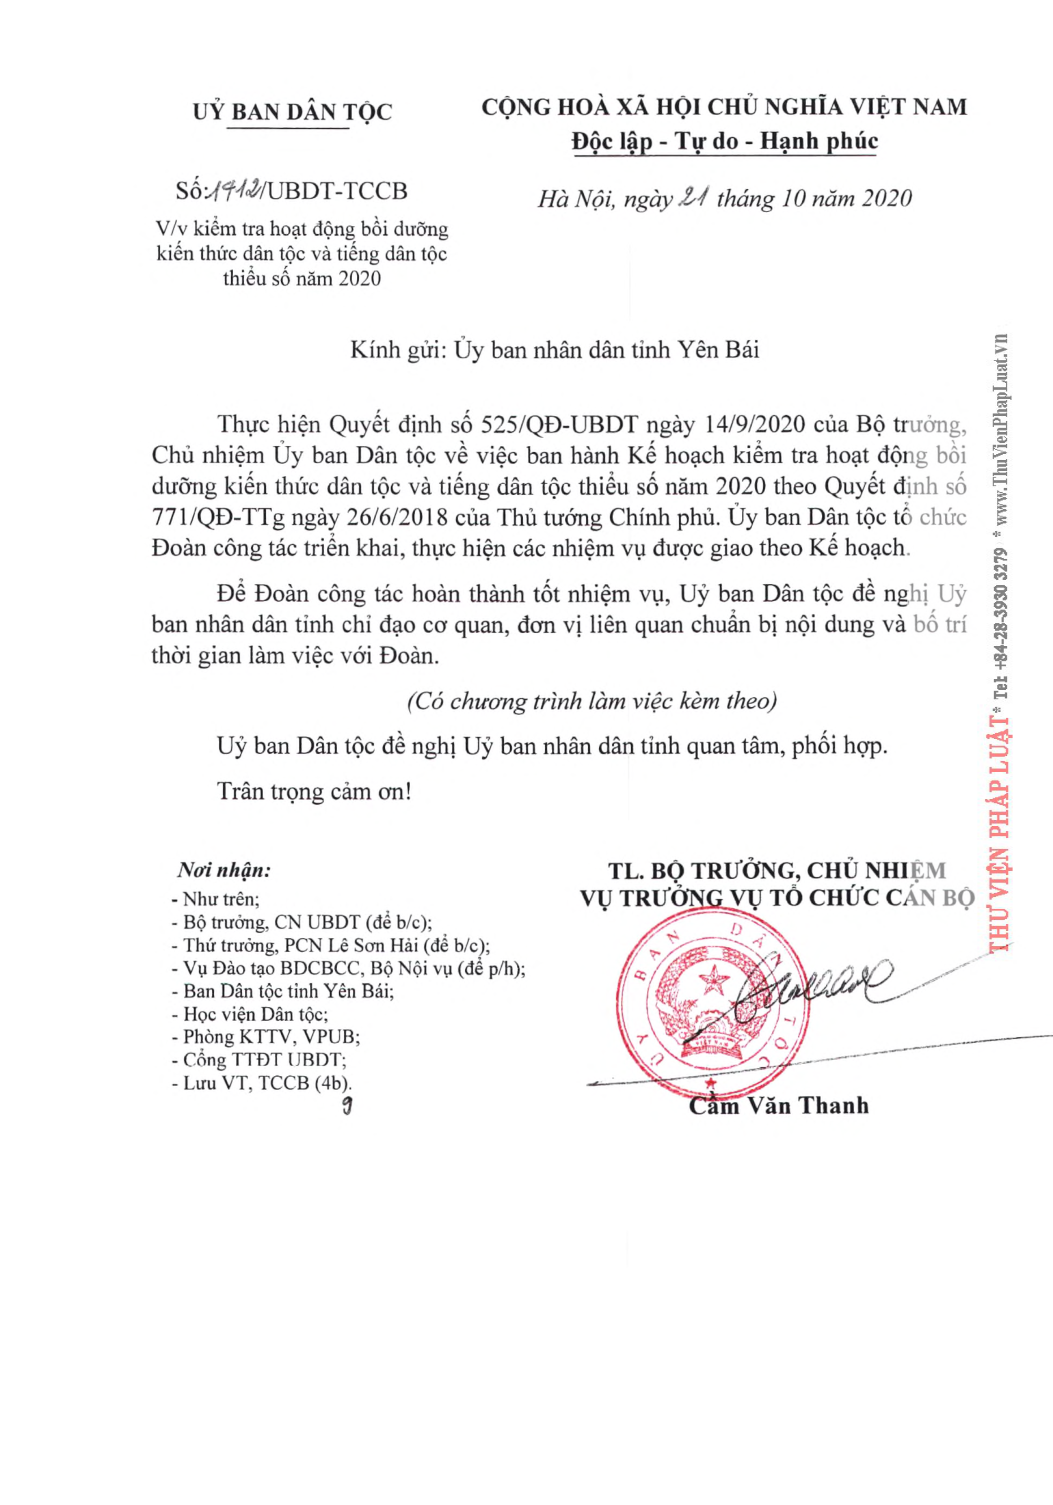 UỶ BAN DÂN TỘC
CỘNG HOÀ XÃ HỘI CHỦ NGHĨA VIỆT NAM
Độc lập - Tự do - Hạnh phúc
Số: /UBDT-TCCB
Hà Nội, ngày 21 tháng 10 năm 2020
V/v kiểm tra hoạt động bồi dưỡng
kiến thức dân tộc và tiếng dân tộc
thiểu số năm 2020
Kính gửi: Ủy ban nhân dân tỉnh Yên Bái
Thực hiện Quyết định số 525/QĐ-UBDT ngày 14/9/2020 của Bộ trưởng,
Chủ nhiệm Ủy ban Dân tộc về việc ban hành Kế hoạch kiểm tra hoạt động bồi
dưỡng kiến thức dân tộc và tiếng dân tộc thiểu số năm 2020 theo Quyết định số
771/QĐ-TTg ngày 26/6/2018 của Thủ tướng Chính phủ. Ủy ban Dân tộc tổ chức
Đoàn công tác triển khai, thực hiện các nhiệm vụ được giao theo Kế hoạch.
Để Đoàn công tác hoàn thành tốt nhiệm vụ, Uỷ ban Dân tộc đề nghị Uỷ
ban nhân dân tỉnh chỉ đạo cơ quan, đơn vị liên quan chuẩn bị nội dung và bố trí
thời gian làm việc với Đoàn.
(Có chương trình làm việc kèm theo)
Uỷ ban Dân tộc đề nghị Uỷ ban nhân dân tỉnh quan tâm, phối hợp.
Trân trọng cảm ơn!
Nơi nhận:
- Như trên;
- Bộ trưởng, CN UBDT (để b/c);
- Thứ trưởng, PCN Lê Sơn Hải (để b/c);
- Vụ Đào tạo BDCBCC, Bộ Nội vụ (để p/h);
- Ban Dân tộc tỉnh Yên Bái;
- Học viện Dân tộc;
- Phòng KTTV, VPUB;
- Cổng TTĐT UBDT;
- Lưu VT, TCCB (4b).
TL. BỘ TRƯỞNG, CHỦ NHIỆM
VỤ TRƯỞNG VỤ TỔ CHỨC CÁN BỘ
ỦY BAN DÂN TỘC
Cầm Văn Thanh
THƯ VIỆN PHÁP LUẬT * Tel: +84-28-3930 3279 * www.ThuVienPhapLuat.vn